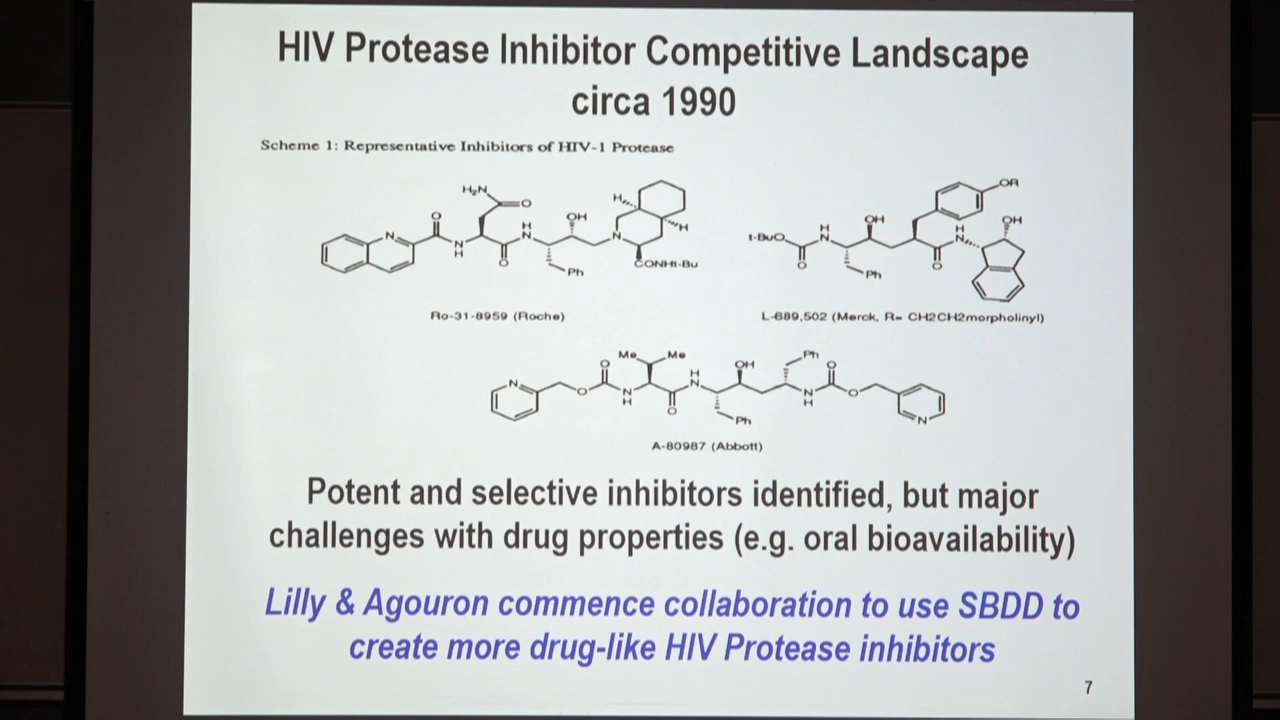 HIV Protease Inhibitor Competitive Landscape
circa 1990
Scheme 1: Representative Inhibitors of HIV-1 Protease
H₂N
O
O
N
N
H
H
N
O
OH
Ph
N
H
H
CONHt-Bu
Ro-31-8959 (Roche)
t-BuO
O
H
N
OH
Ph
O
H
N
OR
OH
L-689,502 (Merck, R= CH2CH2morpholinyl)
N
O
O
Me
Me
N
H
O
H
N
OH
Ph
Ph
N
H
O
O
N
A-80987 (Abbott)
Potent and selective inhibitors identified, but major
challenges with drug properties (e.g. oral bioavailability)
Lilly & Agouron commence collaboration to use SBDD to
create more drug-like HIV Protease inhibitors
7